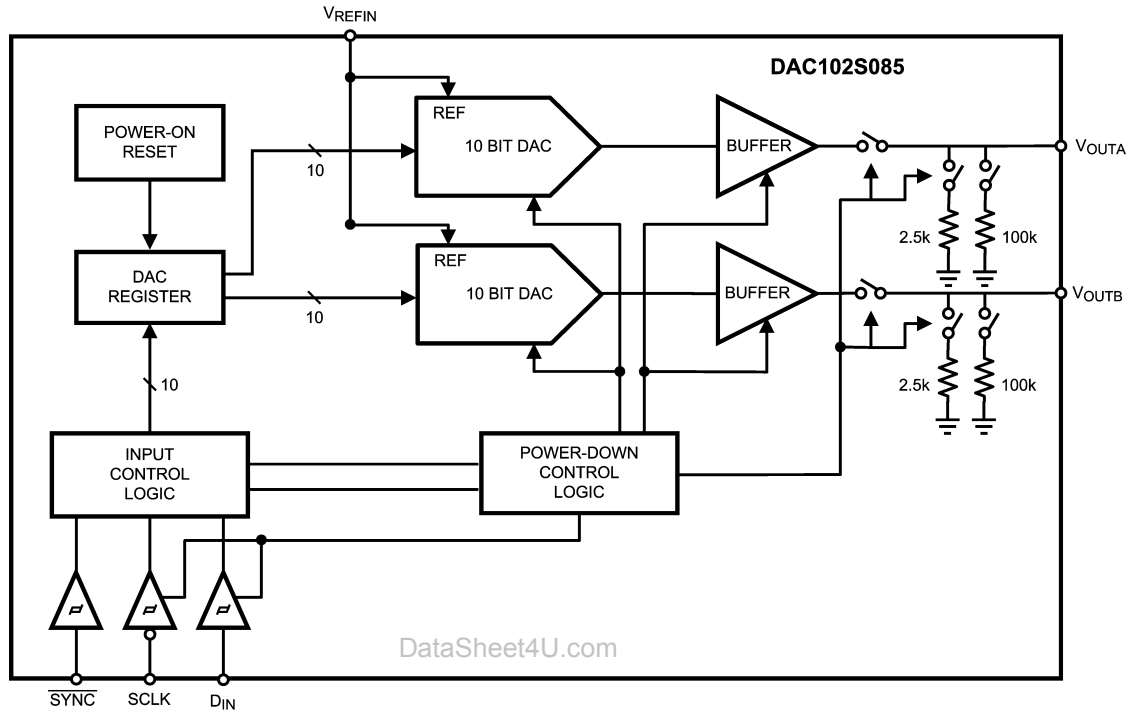 VREFIN
DAC102S085
POWER-ON
RESET
REF
10 BIT DAC
BUFFER
VOUTA
10
2.5k
100k
DAC
REGISTER
REF
10 BIT DAC
BUFFER
VOUTB
10
10
2.5k
100k
INPUT
CONTROL
LOGIC
POWER-DOWN
CONTROL
LOGIC
DataSheet4U.com
SYNC
SCLK
DIN